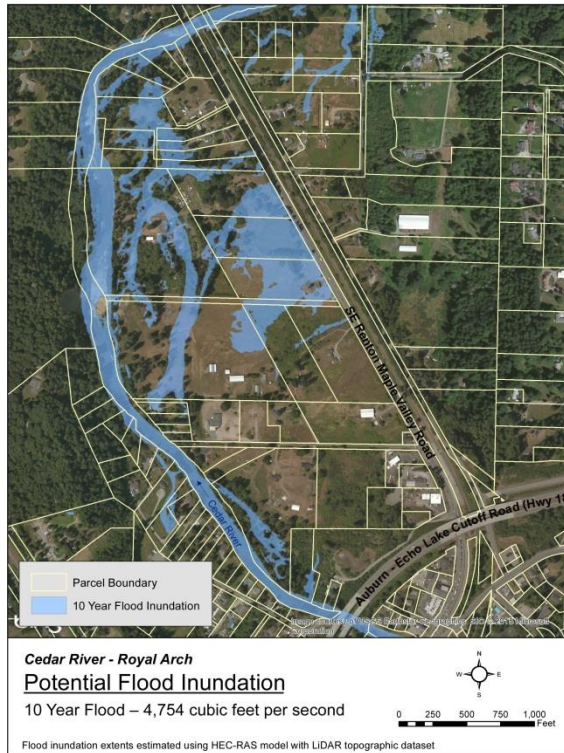 SE Renton Maple Valley Road
Auburn - Echo Lake Cutoff Road (Hwy 18
Cedar River
Parcel Boundary
10 Year Flood Inundation
Cedar River - Royal Arch
Potential Flood Inundation
10 Year Flood – 4,754 cubic feet per second
N
W E
S
0 250 500 1,000
Feet
Flood inundation extents estimated using HEC-RAS model with LiDAR topographic dataset